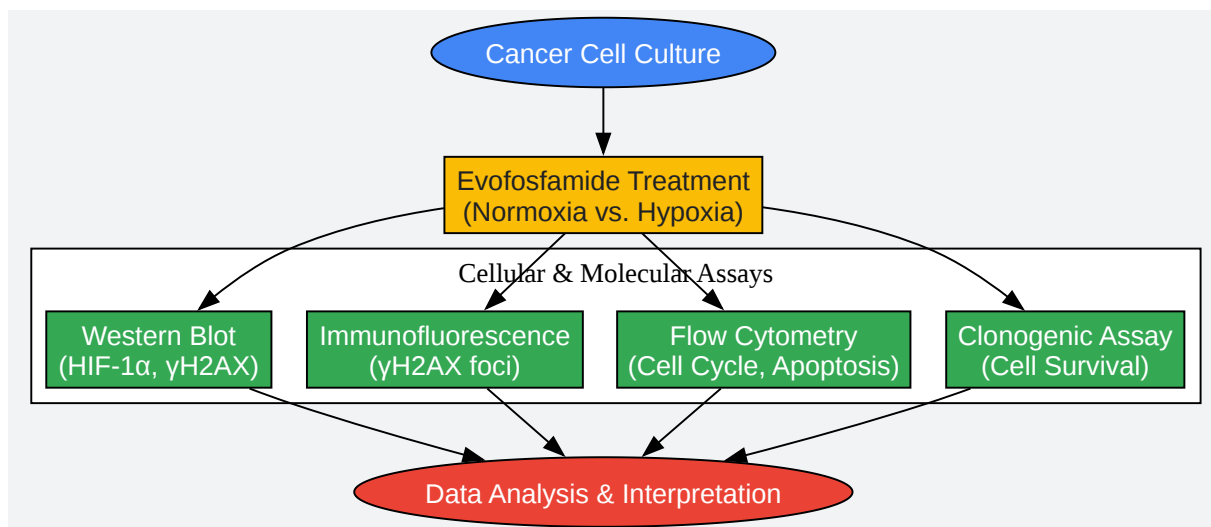 Cancer Cell Culture
Evofosfamide Treatment
(Normoxia vs. Hypoxia)
Cellular & Molecular Assays
Western Blot
(HIF-1α, γH2AX)
Immunofluorescence
(γH2AX foci)
Flow Cytometry
(Cell Cycle, Apoptosis)
Clonogenic Assay
(Cell Survival)
Data Analysis & Interpretation